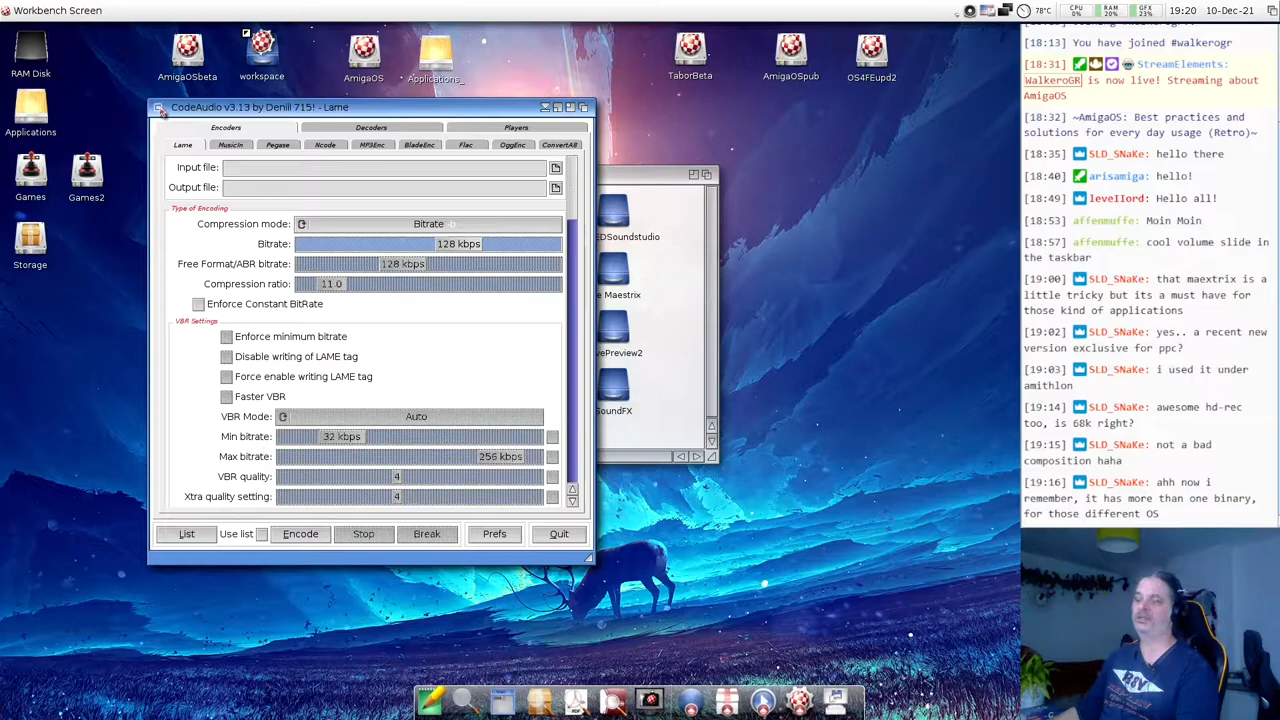 Workbench Screen
78°C
CPU
0%
RAM
20%
GFX
23%
19:20
10-Dec-21
RAM Disk
AmigaOSbeta
workspace
AmigaOS
Applications
TaborBeta
AmigaOSpub
OS4FEupd2
Applications
Games
Games2
Storage
CodeAudio v3.13 by Denill 715! - Lame
Encoders
Decoders
Players
Lame
MusicIn
Pegase
Ncode
MP3Enc
BladeEnc
Flac
OggEnc
ConvertA8
Input file:
Output file:
Type of Encoding
Compression mode:
Bitrate
Bitrate:
128 kbps
Free Format/ABR bitrate:
128 kbps
Compression ratio:
11.0
Enforce Constant BitRate
VBR Settings
Enforce minimum bitrate
Disable writing of LAME tag
Force enable writing LAME tag
Faster VBR
VBR Mode:
Auto
Min bitrate:
32 kbps
Max bitrate:
256 kbps
VBR quality:
4
Xtra quality setting:
4
List
Use list
Encode
Stop
Break
Prefs
Quit
EDSoundstudio
e Maestrix
vePreview2
SoundFX
[18:13] You have joined #walkerogr
[18:31] StreamElements:
WalkeroGR is now live! Streaming about
AmigaOS
[18:32] ~AmigaOS: Best practices and
solutions for every day usage (Retro)~
[18:35] SLD_SNaKe: hello there
[18:40] arisamiga: hello!
[18:49] leveIIord: Hello all!
[18:53] affenmuffe: Moin Moin
[18:57] affenmuffe: cool volume slide in
the taskbar
[19:00] SLD_SNaKe: that maextrix is a
little tricky but its a must have for
those kind of applications
[19:02] SLD_SNaKe: yes.. a recent new
version exclusive for ppc?
[19:03] SLD_SNaKe: i used it under
amithlon
[19:14] SLD_SNaKe: awesome hd-rec
too, is 68k right?
[19:15] SLD_SNaKe: not a bad
composition haha
[19:16] SLD_SNaKe: ahh now i
remember, it has more than one binary,
for those different OS